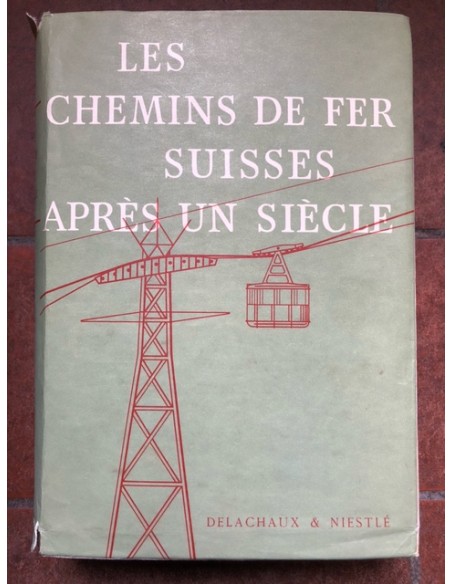 LES
CHEMINS DE FER
SUISSES
APRÈS UN SIÈCLE
DELACHAUX & NIESTLÉ